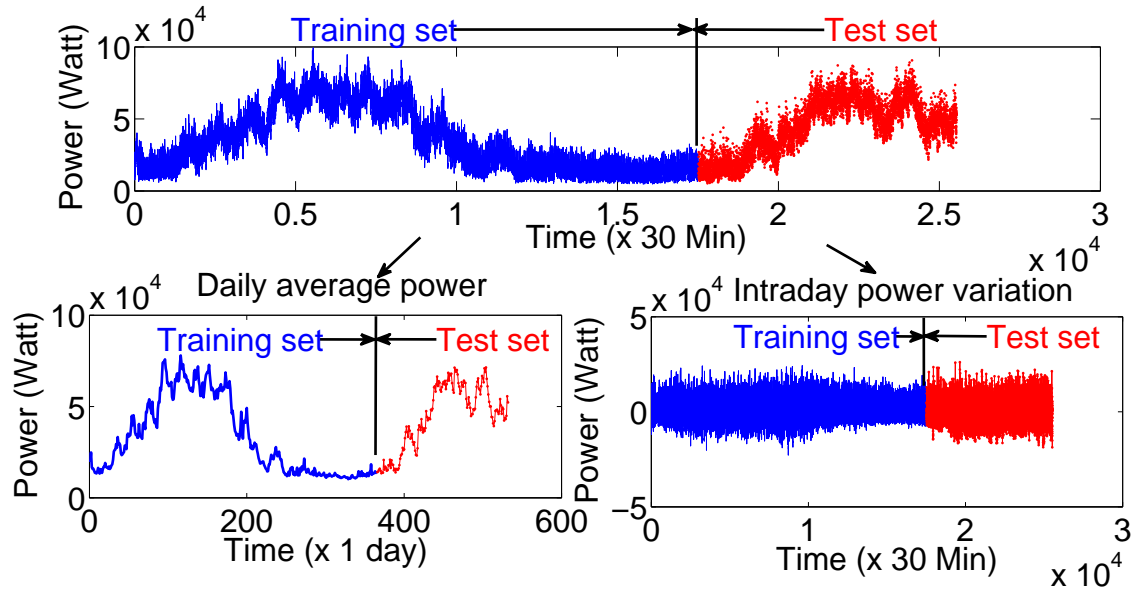 x 10^4
Training set
Test set
10
5
0
Power (Watt)
0 0.5 1 1.5 2 2.5 3
Time (x 30 Min)
x 10^4
Daily average power
x 10^4
Training set
Test set
10
5
0
Power (Watt)
0 200 400 600
Time (x 1 day)
Intraday power variation
x 10^4
Training set
Test set
5
0
−5
Power (Watt)
0 1 2 3
Time (x 30 Min)
x 10^4